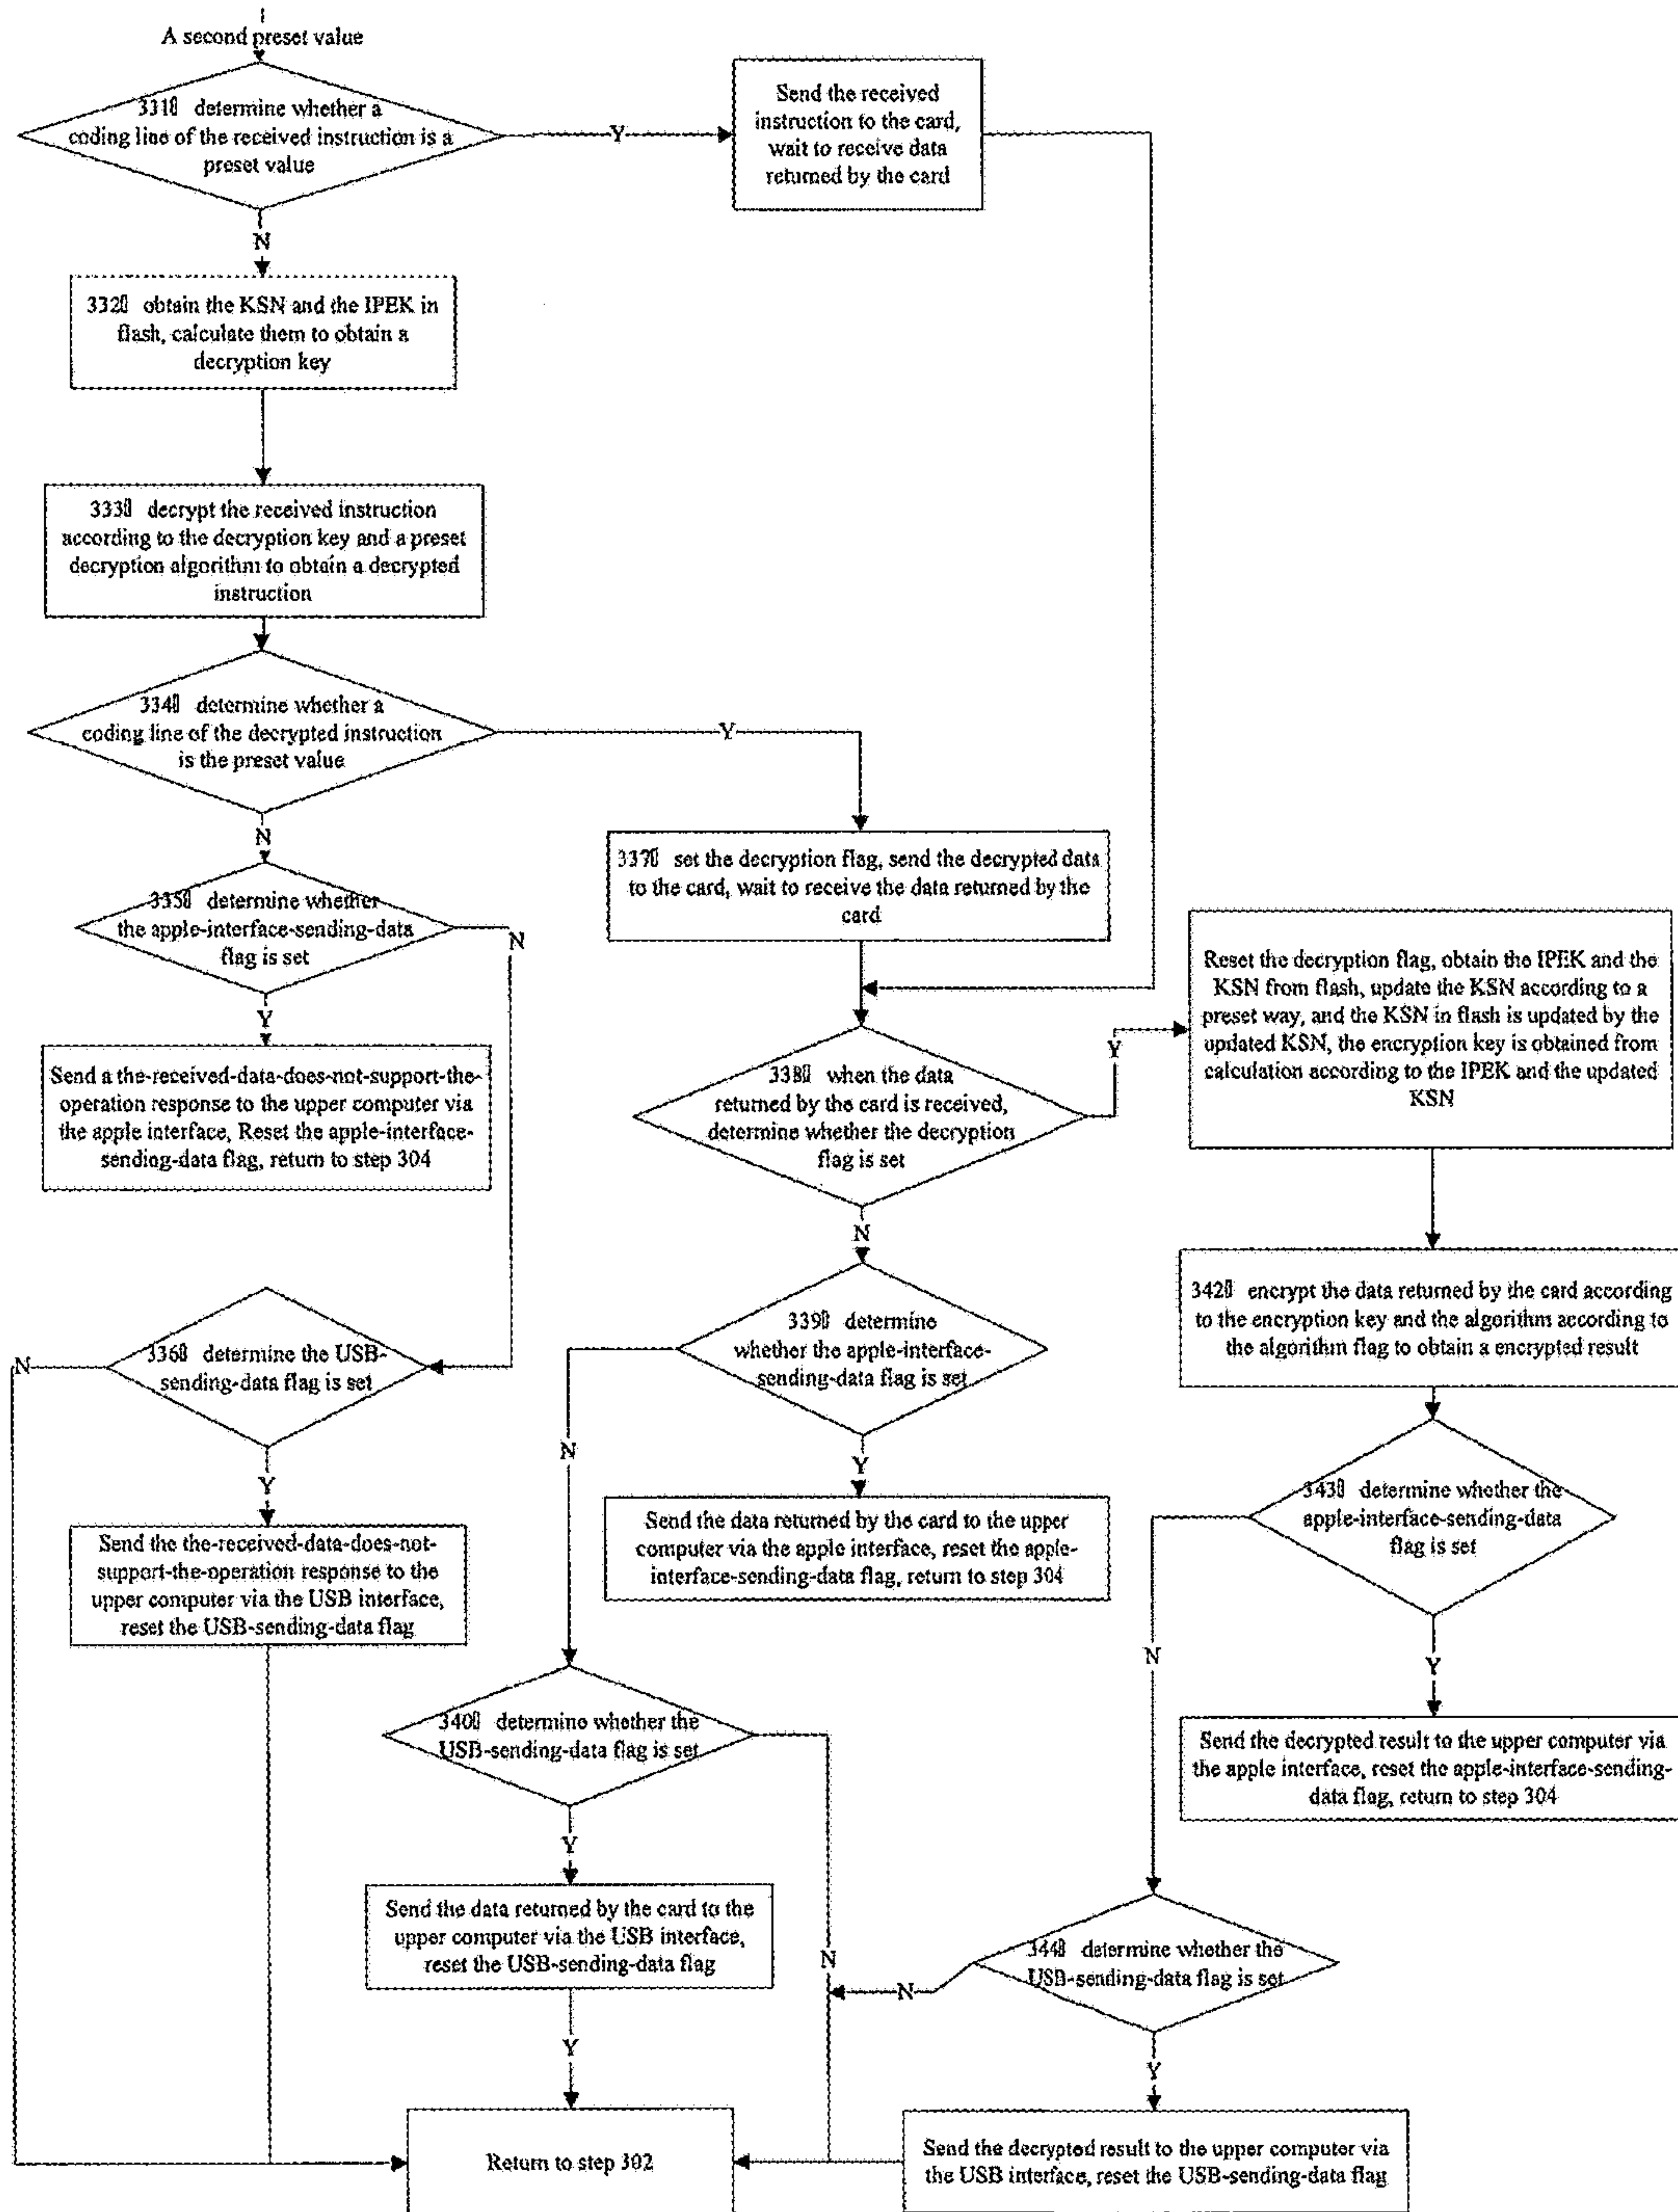 A second preset value
331▯ determine whether a
coding line of the received instruction is a
preset value
Y
Send the received
instruction to the card,
wait to receive data
returned by the card
N
332▯ obtain the KSN and the IPEK in
flash, calculate them to obtain a
decryption key
333▯ decrypt the received instruction
according to the decryption key and a preset
decryption algorithm to obtain a decrypted
instruction
334▯ determine whether a
coding line of the decrypted instruction
is the preset value
Y
N
337▯ set the decryption flag, send the decrypted data
to the card, wait to receive the data returned by the
card
335▯ determine whether
the apple-interface-sending-data
flag is set
N
Y
Send a the-received-data-does-not-support-the-
operation response to the upper computer via
the apple interface, Reset the apple-interface-
sending-data flag, return to step 304
338▯ when the data
returned by the card is received,
determine whether the decryption
flag is set
Y
Reset the decryption flag, obtain the IPEK and the
KSN from flash, update the KSN according to a
preset way, and the KSN in flash is updated by the
updated KSN, the encryption key is obtained from
calculation according to the IPEK and the updated
KSN
N
342▯ encrypt the data returned by the card according
to the encryption key and the algorithm according to
the algorithm flag to obtain a encrypted result
336▯ determine the USB-
sending-data flag is set
N
Y
Send the the-received-data-does-not-
support-the-operation response to the
upper computer via the USB interface,
reset the USB-sending-data flag
339▯ determine
whether the apple-interface-
sending-data flag is set
N
Y
Send the data returned by the card to the upper
computer via the apple interface, reset the apple-
interface-sending-data flag, return to step 304
343▯ determine whether the
apple-interface-sending-data
flag is set
N
Y
Send the decrypted result to the upper computer via
the apple interface, reset the apple-interface-sending-
data flag, return to step 304
340▯ determine whether the
USB-sending-data flag is set
Y
N
Send the data returned by the card to the
upper computer via the USB interface,
reset the USB-sending-data flag
Y
344▯ determine whether the
USB-sending-data flag is set
N
Y
Return to step 302
Send the decrypted result to the upper computer via
the USB interface, reset the USB-sending-data flag